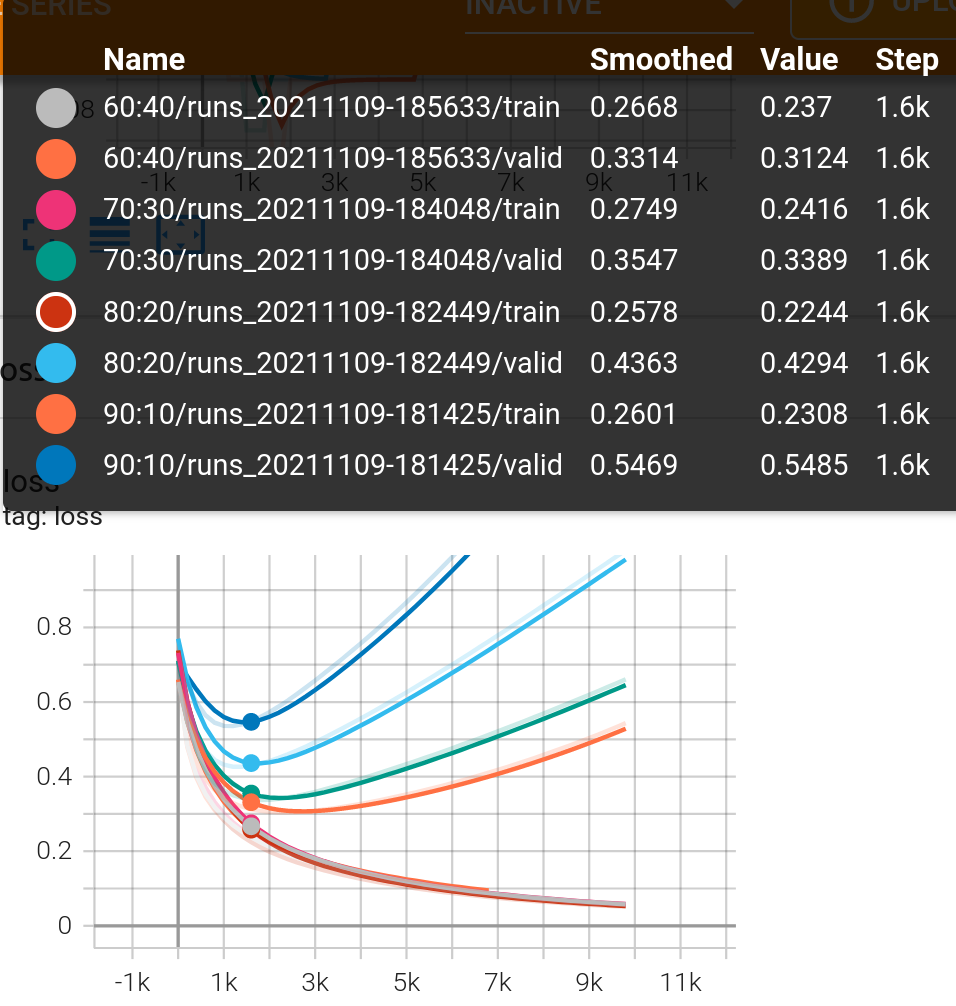 SERIES INACTIVE UPL
Name Smoothed Value Step
60:40/runs_20211109-185633/train 0.2668 0.237 1.6k
60:40/runs_20211109-185633/valid 0.3314 0.3124 1.6k
-1k 1k 3k 5k 7k 9k 11k
70:30/runs_20211109-184048/train 0.2749 0.2416 1.6k
70:30/runs_20211109-184048/valid 0.3547 0.3389 1.6k
80:20/runs_20211109-182449/train 0.2578 0.2244 1.6k
80:20/runs_20211109-182449/valid 0.4363 0.4294 1.6k
90:10/runs_20211109-181425/train 0.2601 0.2308 1.6k
90:10/runs_20211109-181425/valid 0.5469 0.5485 1.6k
loss
tag: loss
0.8
0.6
0.4
0.2
0
-1k 1k 3k 5k 7k 9k 11k